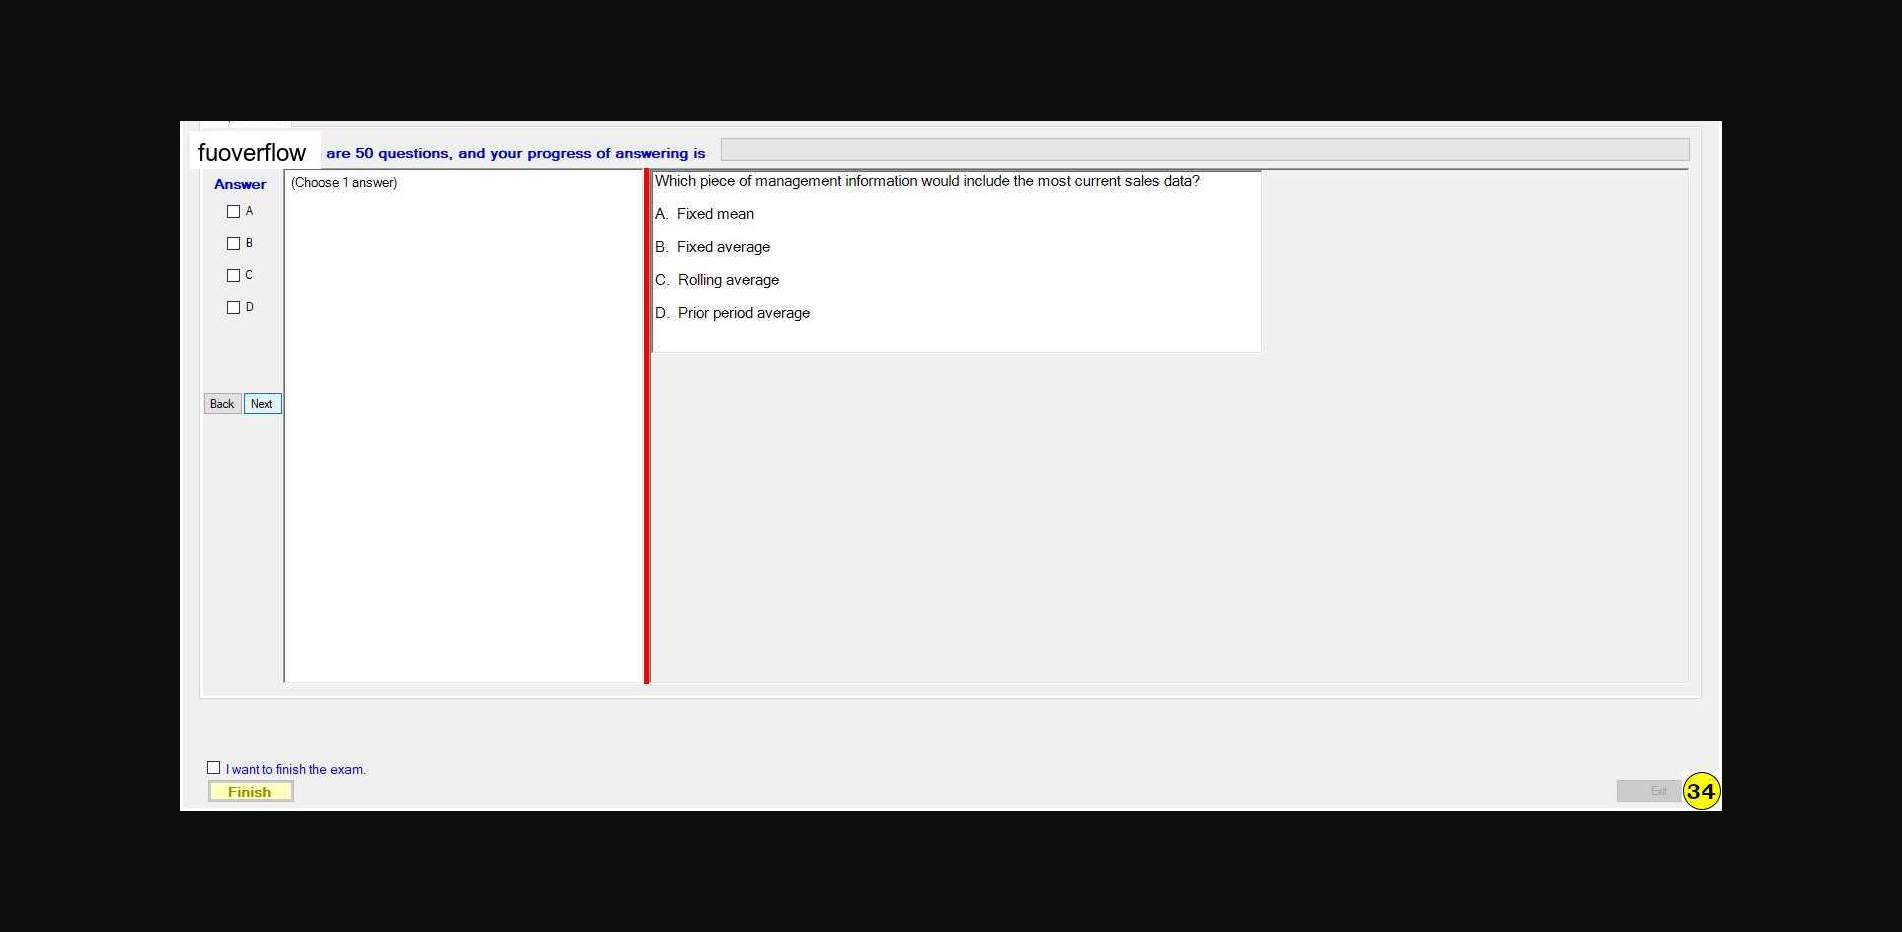 fuoverflow are 50 questions, and your progress of answering is
Answer
(Choose 1 answer)
A
B
C
D
Back Next
Which piece of management information would include the most current sales data?
A. Fixed mean
B. Fixed average
C. Rolling average
D. Prior period average
I want to finish the exam.
Finish
Exit
34